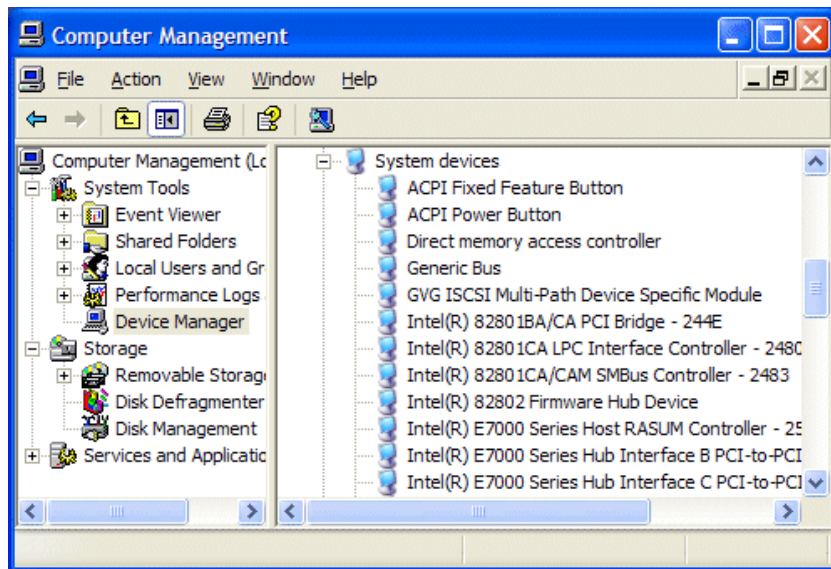 Computer Management
File Action View Window Help
Computer Management (Lo
System Tools
Event Viewer
Shared Folders
Local Users and Gr
Performance Logs
Device Manager
Storage
Removable Storag
Disk Defragmenter
Disk Management
Services and Applicatio
System devices
ACPI Fixed Feature Button
ACPI Power Button
Direct memory access controller
Generic Bus
GVG ISCSI Multi-Path Device Specific Module
Intel(R) 82801BA/CA PCI Bridge - 244E
Intel(R) 82801CA LPC Interface Controller - 2480
Intel(R) 82801CA/CAM SMBus Controller - 2483
Intel(R) 82802 Firmware Hub Device
Intel(R) E7000 Series Host RASUM Controller - 25
Intel(R) E7000 Series Hub Interface B PCI-to-PCI
Intel(R) E7000 Series Hub Interface C PCI-to-PCI